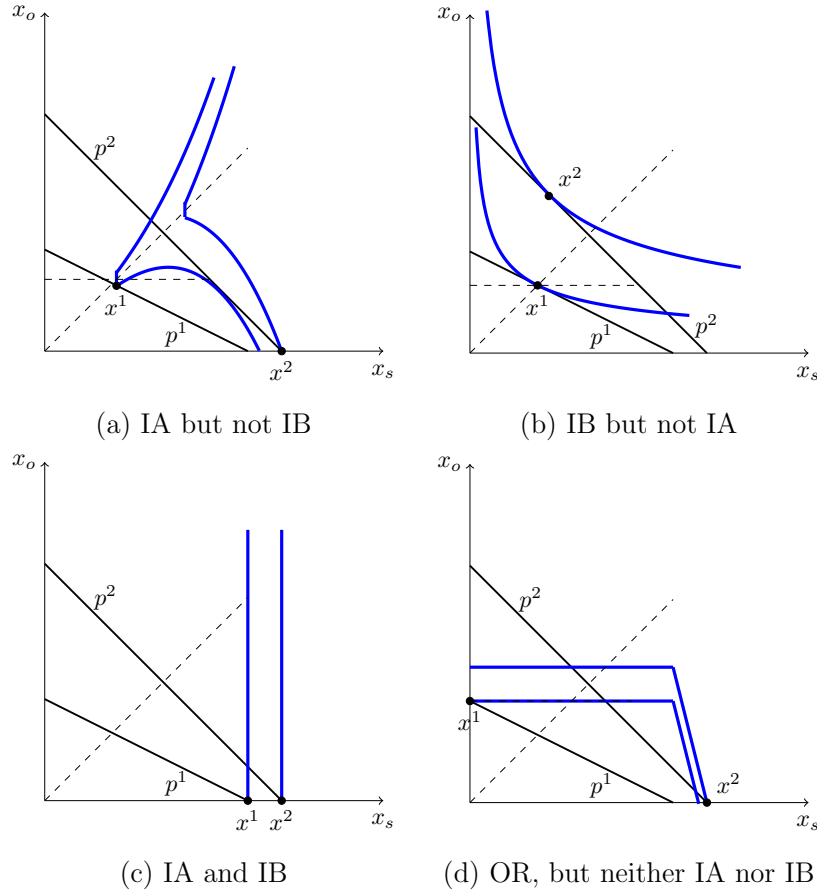 x_o
p^2
x^1
p^1
x^2
x_s
(a) IA but not IB
x_o
x^2
x^1
p^1
p^2
x_s
(b) IB but not IA
x_o
p^2
p^1
x^1
x^2
x_s
(c) IA and IB
x_o
p^2
x^1
p^1
x^2
x_s
(d) OR, but neither IA nor IB